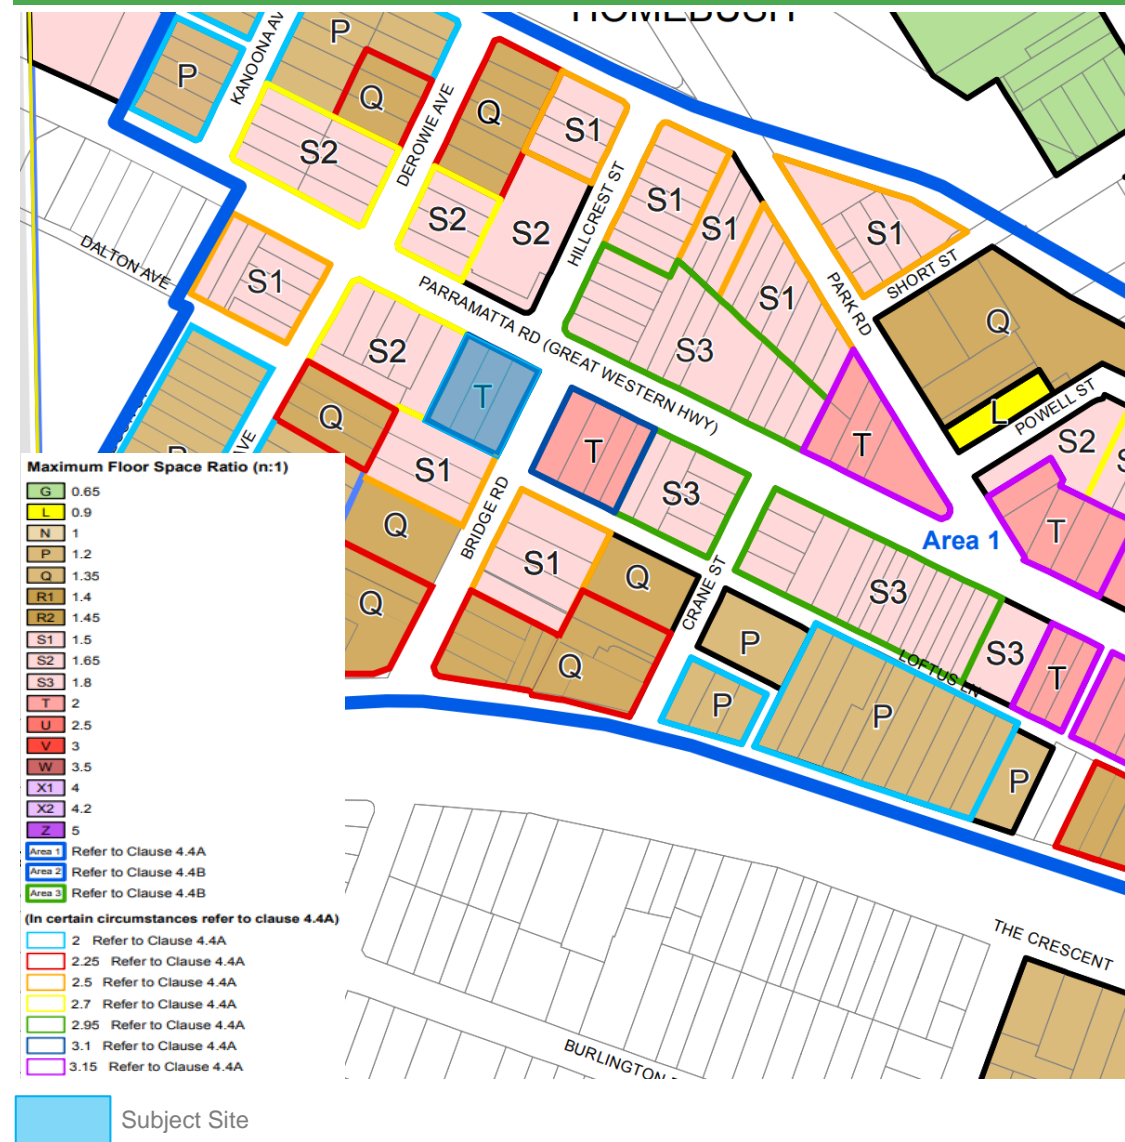 HOMEBUSH
KANOONA AV
P
P
Q
S2
DEROWIE AVE
Q
S1
S2
S2
HILLCREST ST
S1
S1
S1
S1
SHORT ST
PARK RD
DALTON AVE
S1
PARRAMATTA RD (GREAT WESTERN HWY)
S2
T
S3
Q
L
POWELL ST
S2
T
T
Area 1
Q
S1
AVE
BRIDGE RD
T
S3
Q
Q
S1
Q
CRANE ST
S3
S3
T
LOFTUS LN
P
P
P
P
Q
Maximum Floor Space Ratio (n:1)
G 0.65
L 0.9
N 1
P 1.2
Q 1.35
R1 1.4
R2 1.45
S1 1.5
S2 1.65
S3 1.8
T 2
U 2.5
V 3
W 3.5
X1 4
X2 4.2
Z 5
Area 1 Refer to Clause 4.4A
Area 2 Refer to Clause 4.4B
Area 3 Refer to Clause 4.4B
(In certain circumstances refer to clause 4.4A)
2 Refer to Clause 4.4A
2.25 Refer to Clause 4.4A
2.5 Refer to Clause 4.4A
2.7 Refer to Clause 4.4A
2.95 Refer to Clause 4.4A
3.1 Refer to Clause 4.4A
3.15 Refer to Clause 4.4A
THE CRESCENT
BURLINGTON
Subject Site